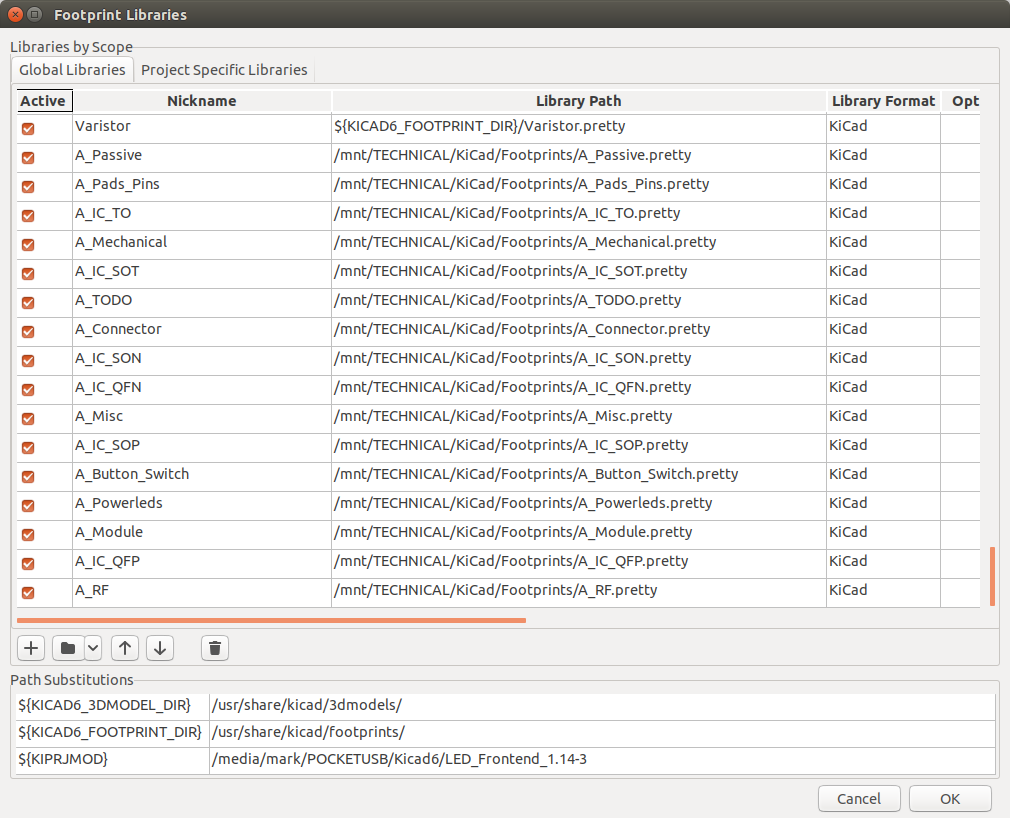 Footprint Libraries
Libraries by Scope
Global Libraries Project Specific Libraries
Active Nickname Library Path Library Format Opt
Varistor ${KICAD6_FOOTPRINT_DIR}/Varistor.pretty KiCad
A_Passive /mnt/TECHNICAL/KiCad/Footprints/A_Passive.pretty KiCad
A_Pads_Pins /mnt/TECHNICAL/KiCad/Footprints/A_Pads_Pins.pretty KiCad
A_IC_TO /mnt/TECHNICAL/KiCad/Footprints/A_IC_TO.pretty KiCad
A_Mechanical /mnt/TECHNICAL/KiCad/Footprints/A_Mechanical.pretty KiCad
A_IC_SOT /mnt/TECHNICAL/KiCad/Footprints/A_IC_SOT.pretty KiCad
A_TODO /mnt/TECHNICAL/KiCad/Footprints/A_TODO.pretty KiCad
A_Connector /mnt/TECHNICAL/KiCad/Footprints/A_Connector.pretty KiCad
A_IC_SON /mnt/TECHNICAL/KiCad/Footprints/A_IC_SON.pretty KiCad
A_IC_QFN /mnt/TECHNICAL/KiCad/Footprints/A_IC_QFN.pretty KiCad
A_Misc /mnt/TECHNICAL/KiCad/Footprints/A_Misc.pretty KiCad
A_IC_SOP /mnt/TECHNICAL/KiCad/Footprints/A_IC_SOP.pretty KiCad
A_Button_Switch /mnt/TECHNICAL/KiCad/Footprints/A_Button_Switch.pretty KiCad
A_Powerleds /mnt/TECHNICAL/KiCad/Footprints/A_Powerleds.pretty KiCad
A_Module /mnt/TECHNICAL/KiCad/Footprints/A_Module.pretty KiCad
A_IC_QFP /mnt/TECHNICAL/KiCad/Footprints/A_IC_QFP.pretty KiCad
A_RF /mnt/TECHNICAL/KiCad/Footprints/A_RF.pretty KiCad
Path Substitutions
${KICAD6_3DMODEL_DIR} /usr/share/kicad/3dmodels/
${KICAD6_FOOTPRINT_DIR} /usr/share/kicad/footprints/
${KIPRJMOD} /media/mark/POCKETUSB/Kicad6/LED_Frontend_1.14-3
Cancel OK